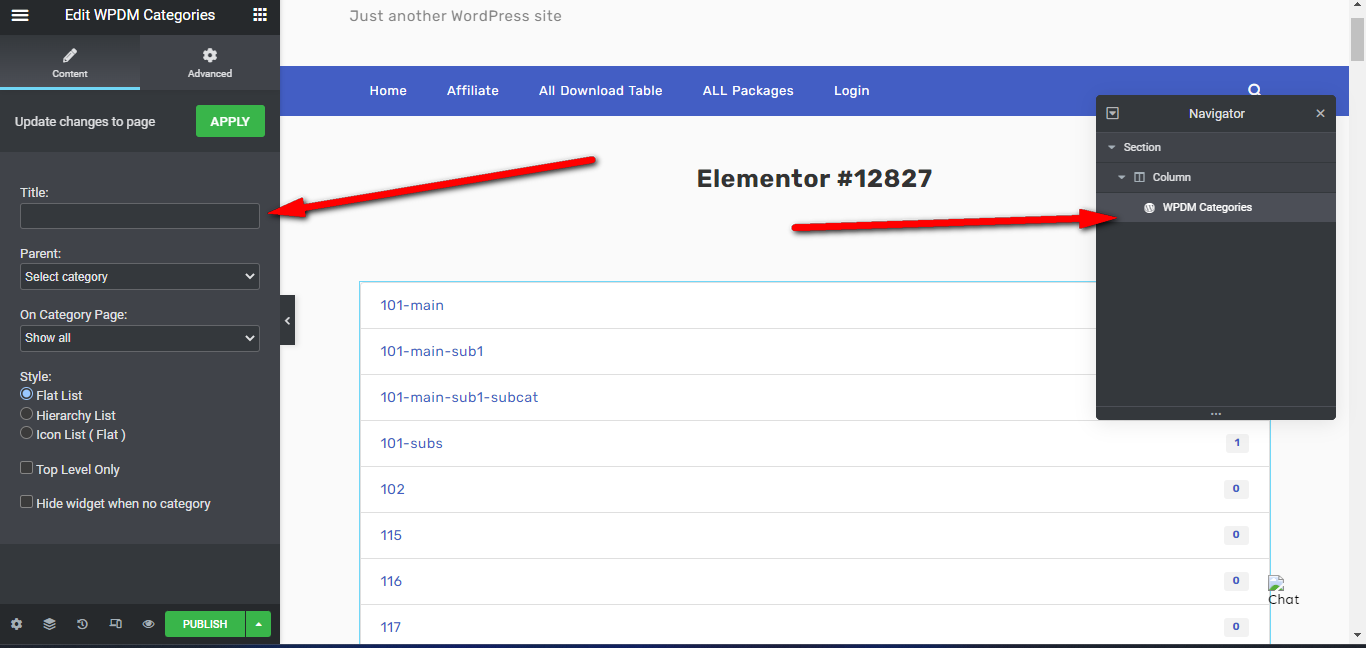 Edit WPDM Categories
Content
Advanced
Update changes to page
APPLY
Title:
Parent:
Select category
On Category Page:
Show all
Style:
Flat List
Hierarchy List
Icon List ( Flat )
Top Level Only
Hide widget when no category
PUBLISH
Just another WordPress site
Home Affiliate All Download Table ALL Packages Login
Elementor #12827
101-main
101-main-sub1
101-main-sub1-subcat
101-subs 1
102 0
115 0
116 0
117 0
Navigator
Section
Column
WPDM Categories
Chat